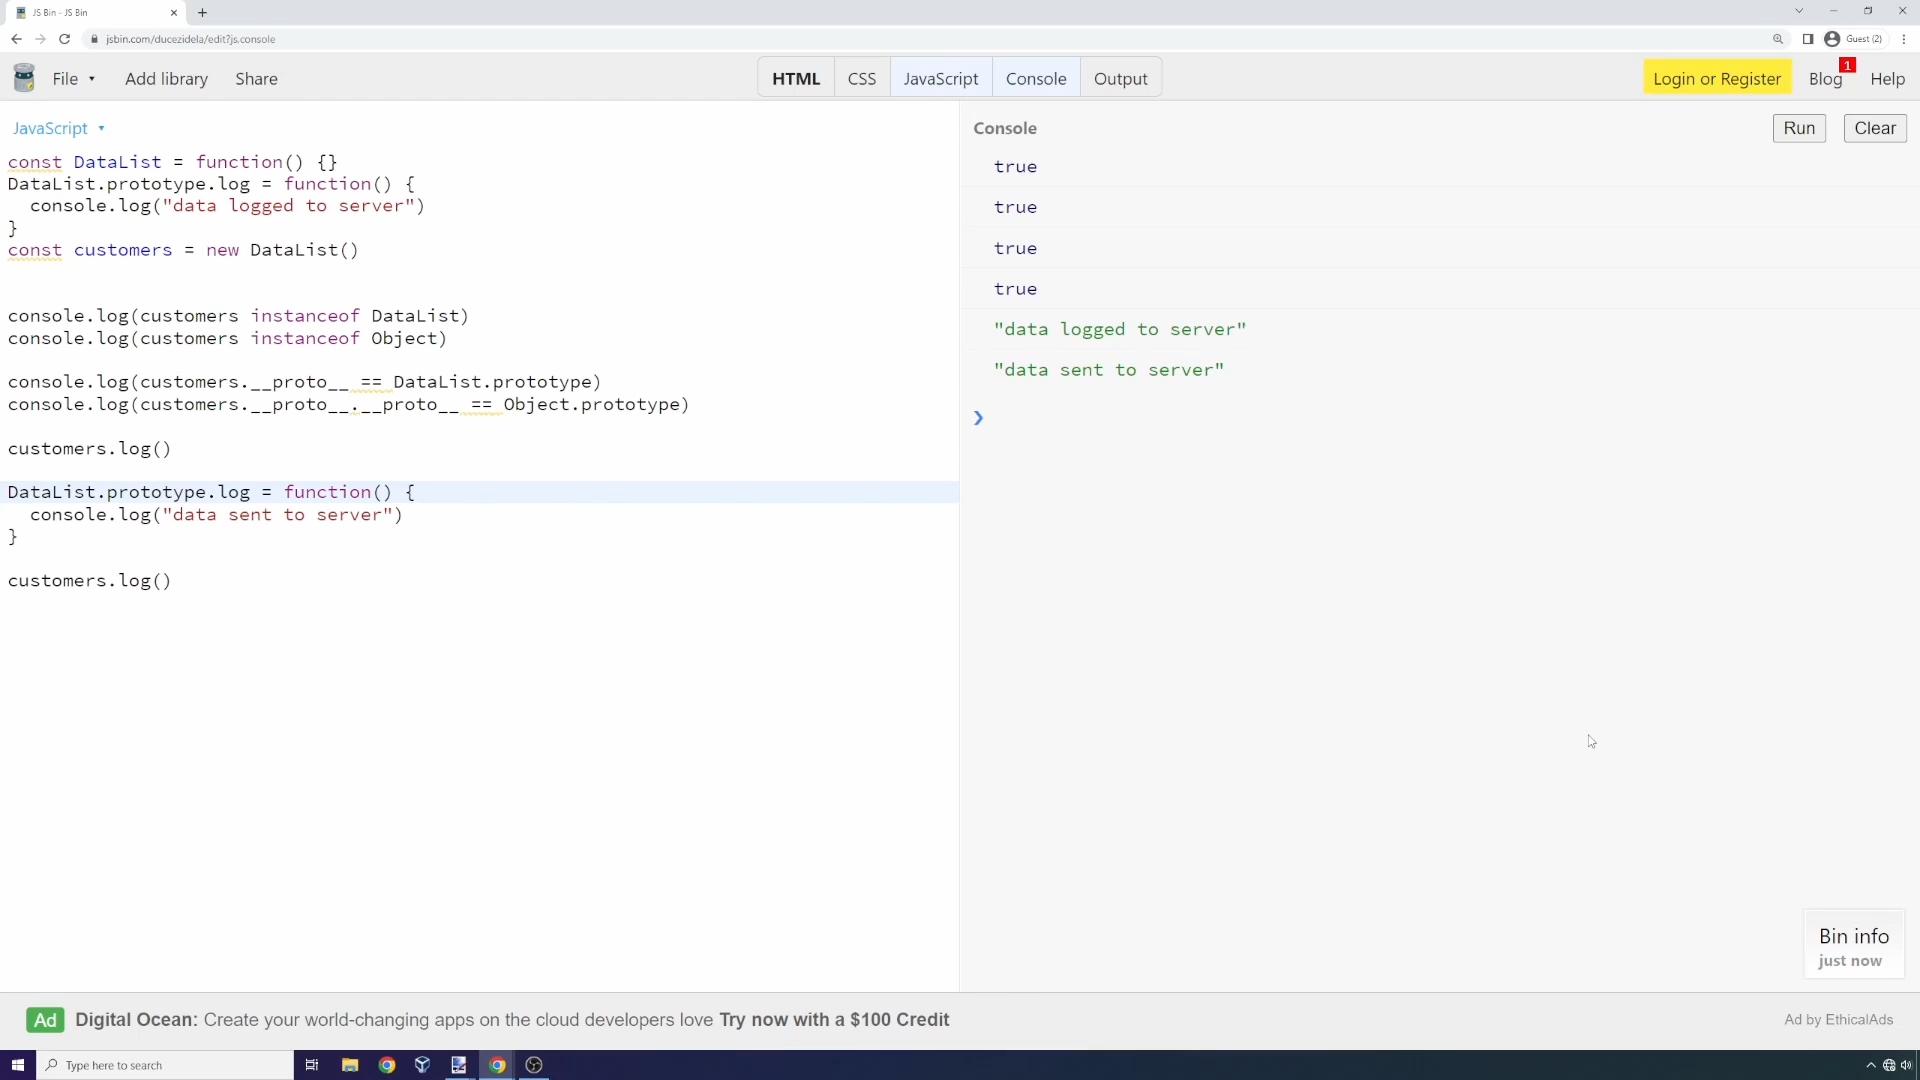 JS Bin - JS Bin
jsbin.com/ducezidela/edit?js,console
Guest (2)
File
Add library
Share
HTML
CSS
JavaScript
Console
Output
Login or Register
Blog
1
Help
JavaScript
const DataList = function() {}
DataList.prototype.log = function() {
  console.log("data logged to server")
}
const customers = new DataList()
console.log(customers instanceof DataList)
console.log(customers instanceof Object)
console.log(customers.__proto__ == DataList.prototype)
console.log(customers.__proto__.__proto__ == Object.prototype)
customers.log()
DataList.prototype.log = function() {
  console.log("data sent to server")
}
customers.log()
Console
Run
Clear
true
true
true
true
"data logged to server"
"data sent to server"
Bin info
just now
Ad Digital Ocean: Create your world-changing apps on the cloud developers love Try now with a $100 Credit
Ad by EthicalAds
Type here to search